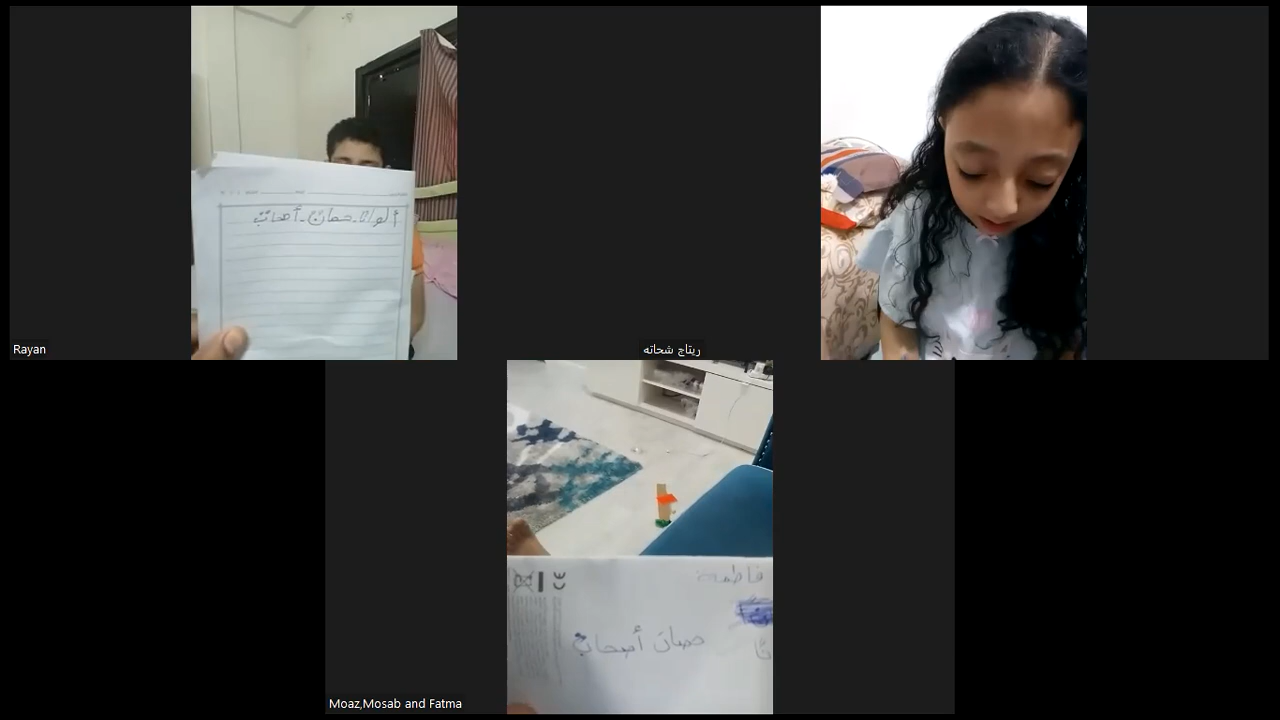 ألوانًا - حصانٌ - أصحابٌ
Rayan
ريتاج شحاته
فاطمة
حصان أصحابٌ
Moaz,Mosab and Fatma